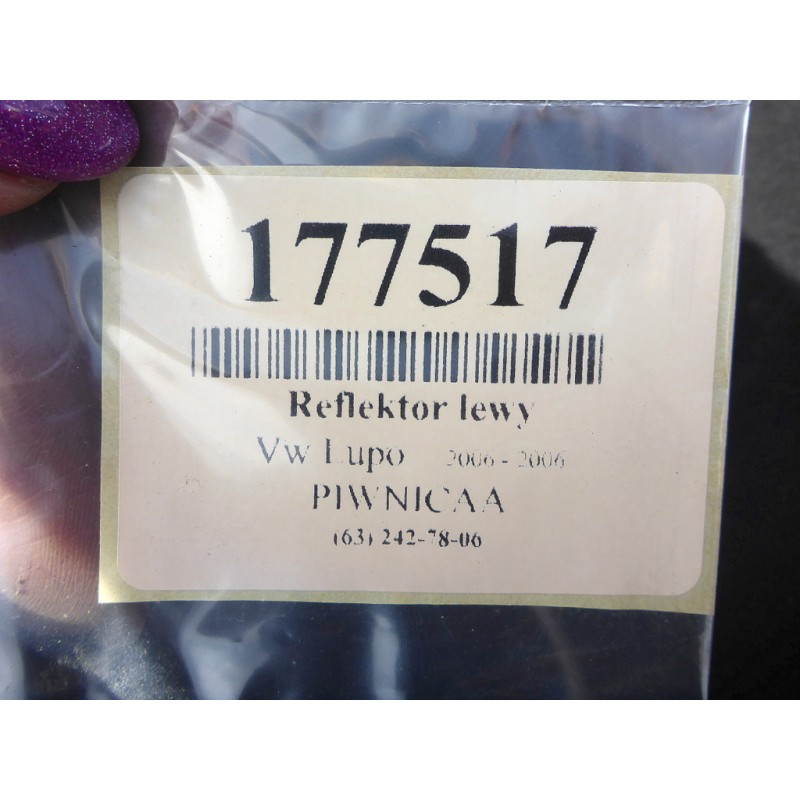 177517
Reflektor lewy
Vw Lupo 2006 - 2006
PIWNICAA
(63) 242-78-06